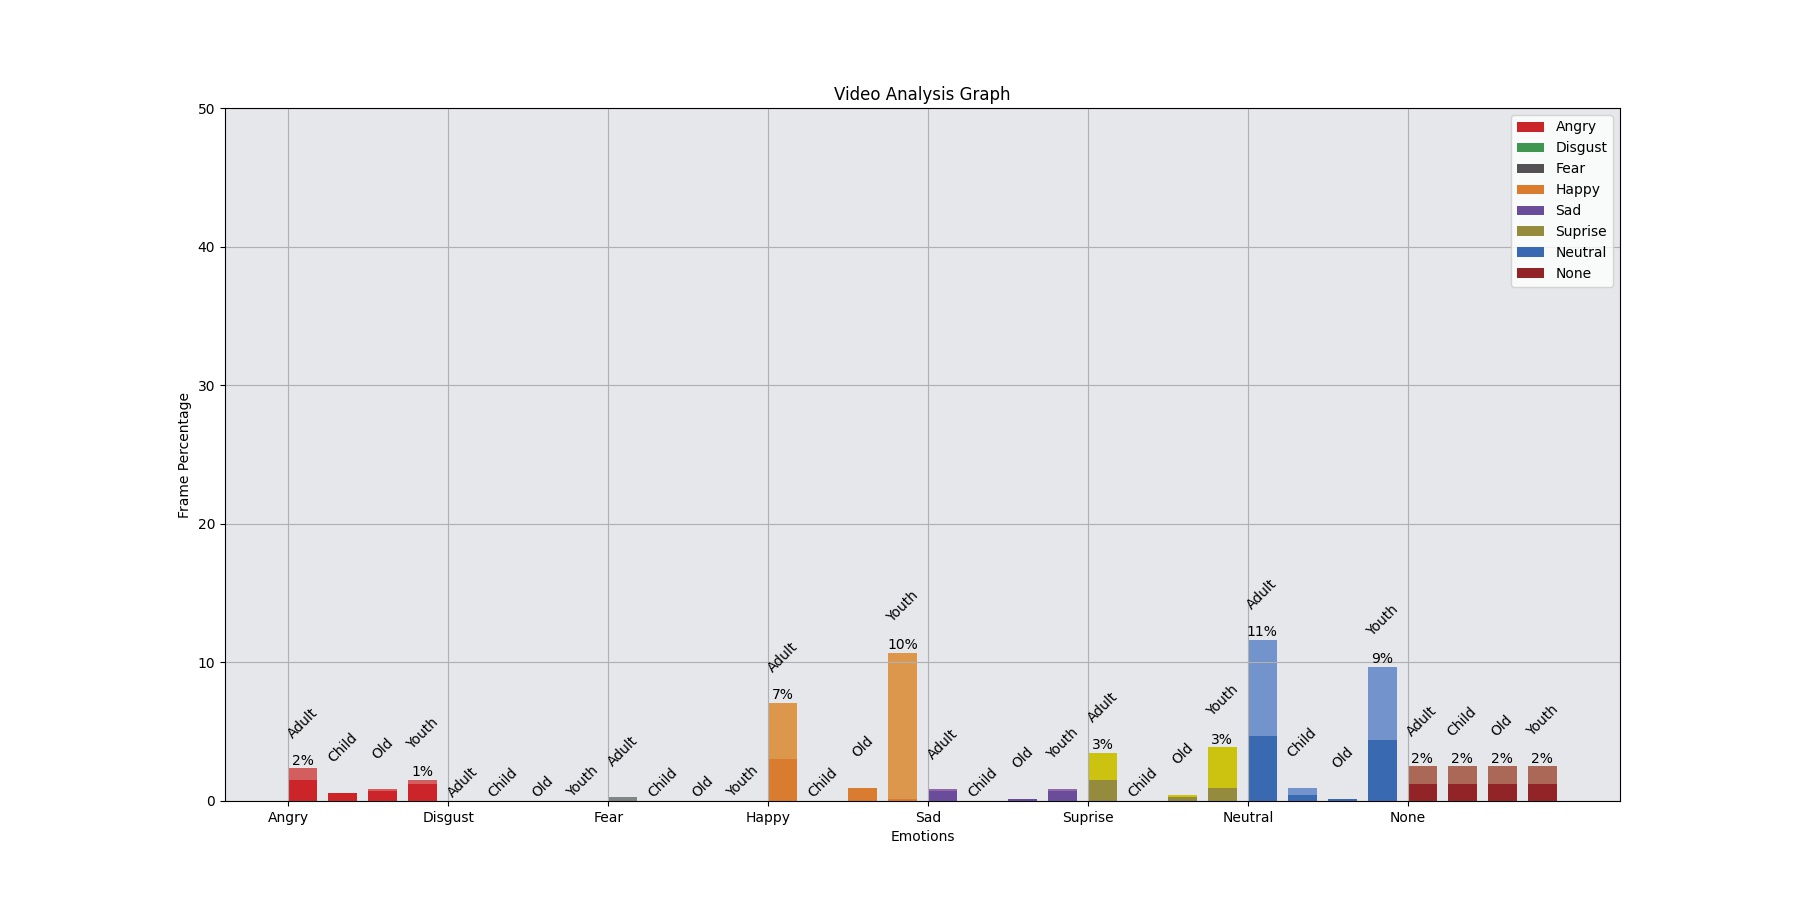 Video Analysis Graph
50
40
30
20
10
0
Frame Percentage
Angry
Disgust
Fear
Happy
Sad
Suprise
Neutral
None
Adult
2%
Child
Old
Youth
1%
Adult
Child
Old
Youth
Adult
Child
Old
Youth
Adult
7%
Child
Old
Youth
10%
Adult
Child
Old
Youth
Adult
3%
Child
Old
Youth
3%
Adult
11%
Child
Old
Youth
9%
Adult
2%
Child
2%
Old
2%
Youth
2%
Angry
Disgust
Fear
Happy
Sad
Suprise
Neutral
None
Emotions